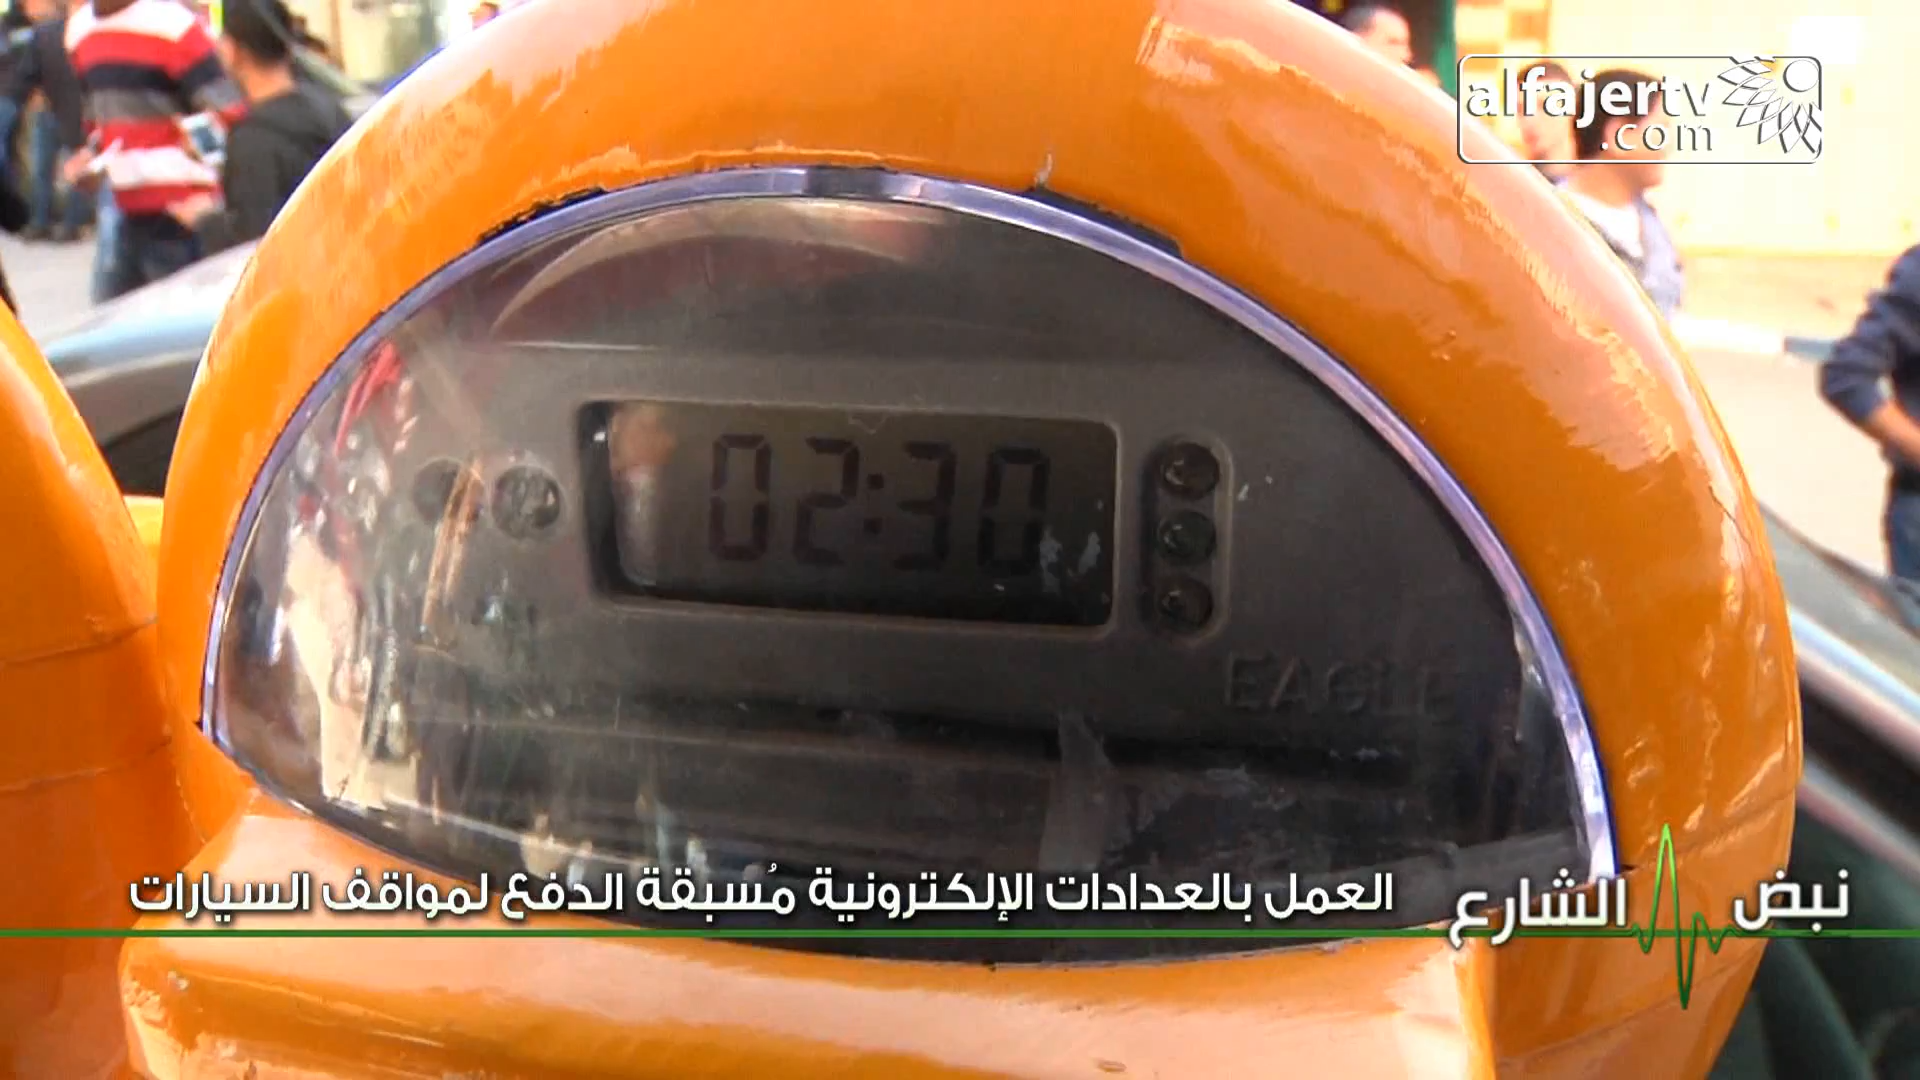 alfajertv
.com
02:30
EAGLE
نبض الشارع
العمل بالعدادات الإلكترونية مُسبقة الدفع لمواقف السيارات